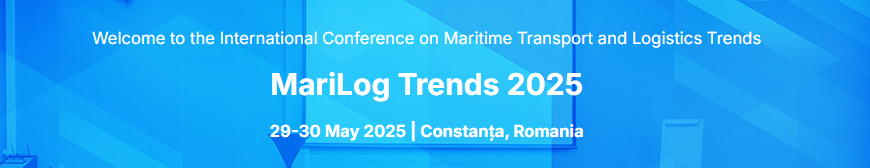 Welcome to the International Conference on Maritime Transport and Logistics Trends
MariLog Trends 2025
29-30 May 2025 | Constanța, Romania